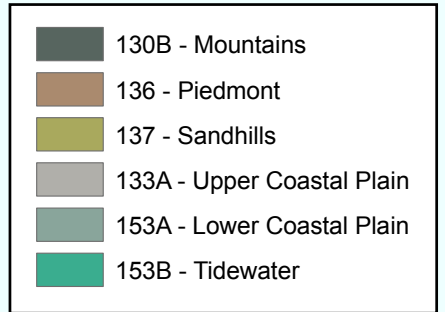 130B - Mountains
136 - Piedmont
137 - Sandhills
133A - Upper Coastal Plain
153A - Lower Coastal Plain
153B - Tidewater